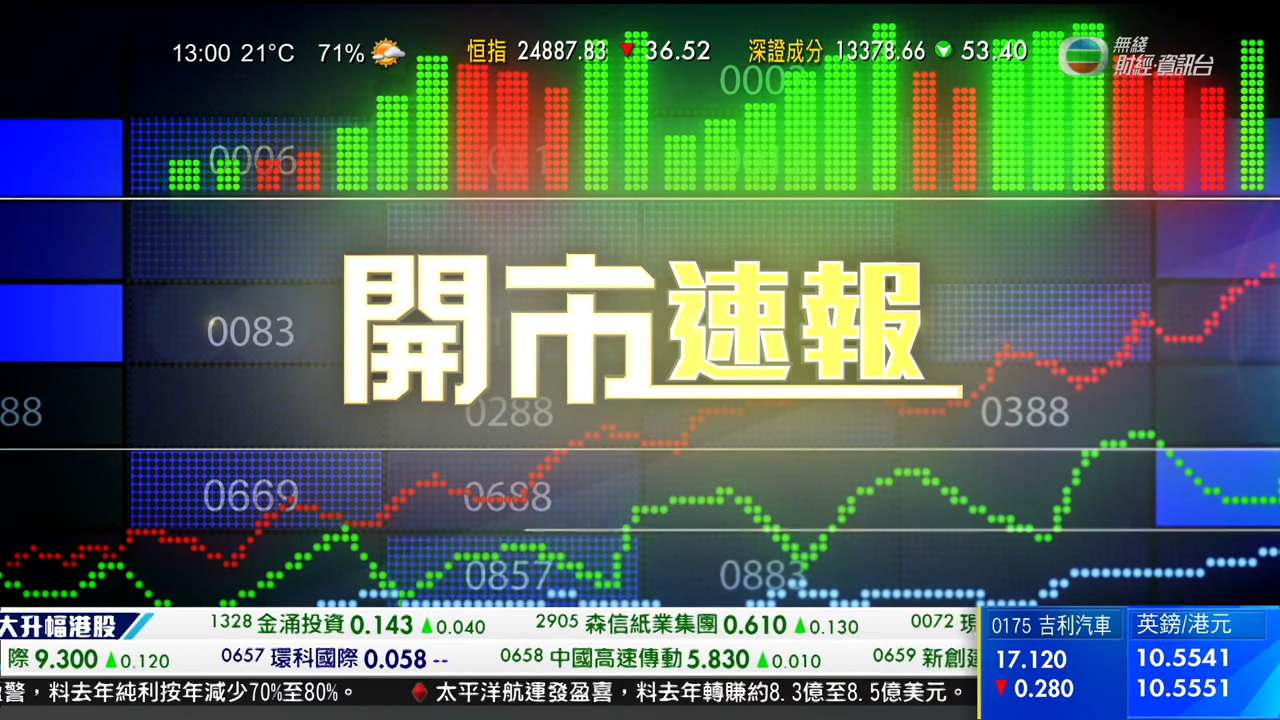 13:00 21°C 71% 恒指 24887.83 ▼ 36.52 深證成分 13378.66 53.40
無綫
財經·資訊台
0006
0083
開市速報
88 0288 0388
0669 0688
0857 0883
大升幅港股 1328 金涌投資 0.143 ▲0.040 2905 森信紙業集團 0.610 ▲0.130 0072
際 9.300 ▲0.120 0657 環科國際 0.058 -- 0658 中國高速傳動 5.830 ▲0.010 0659 新創建
警，料去年純利按年減少70%至80%。 太平洋航運發盈喜，料去年轉賺約8.3億至8.5億美元。
0175 吉利汽車
17.120
▼ 0.280
英鎊/港元
10.5541
10.5551